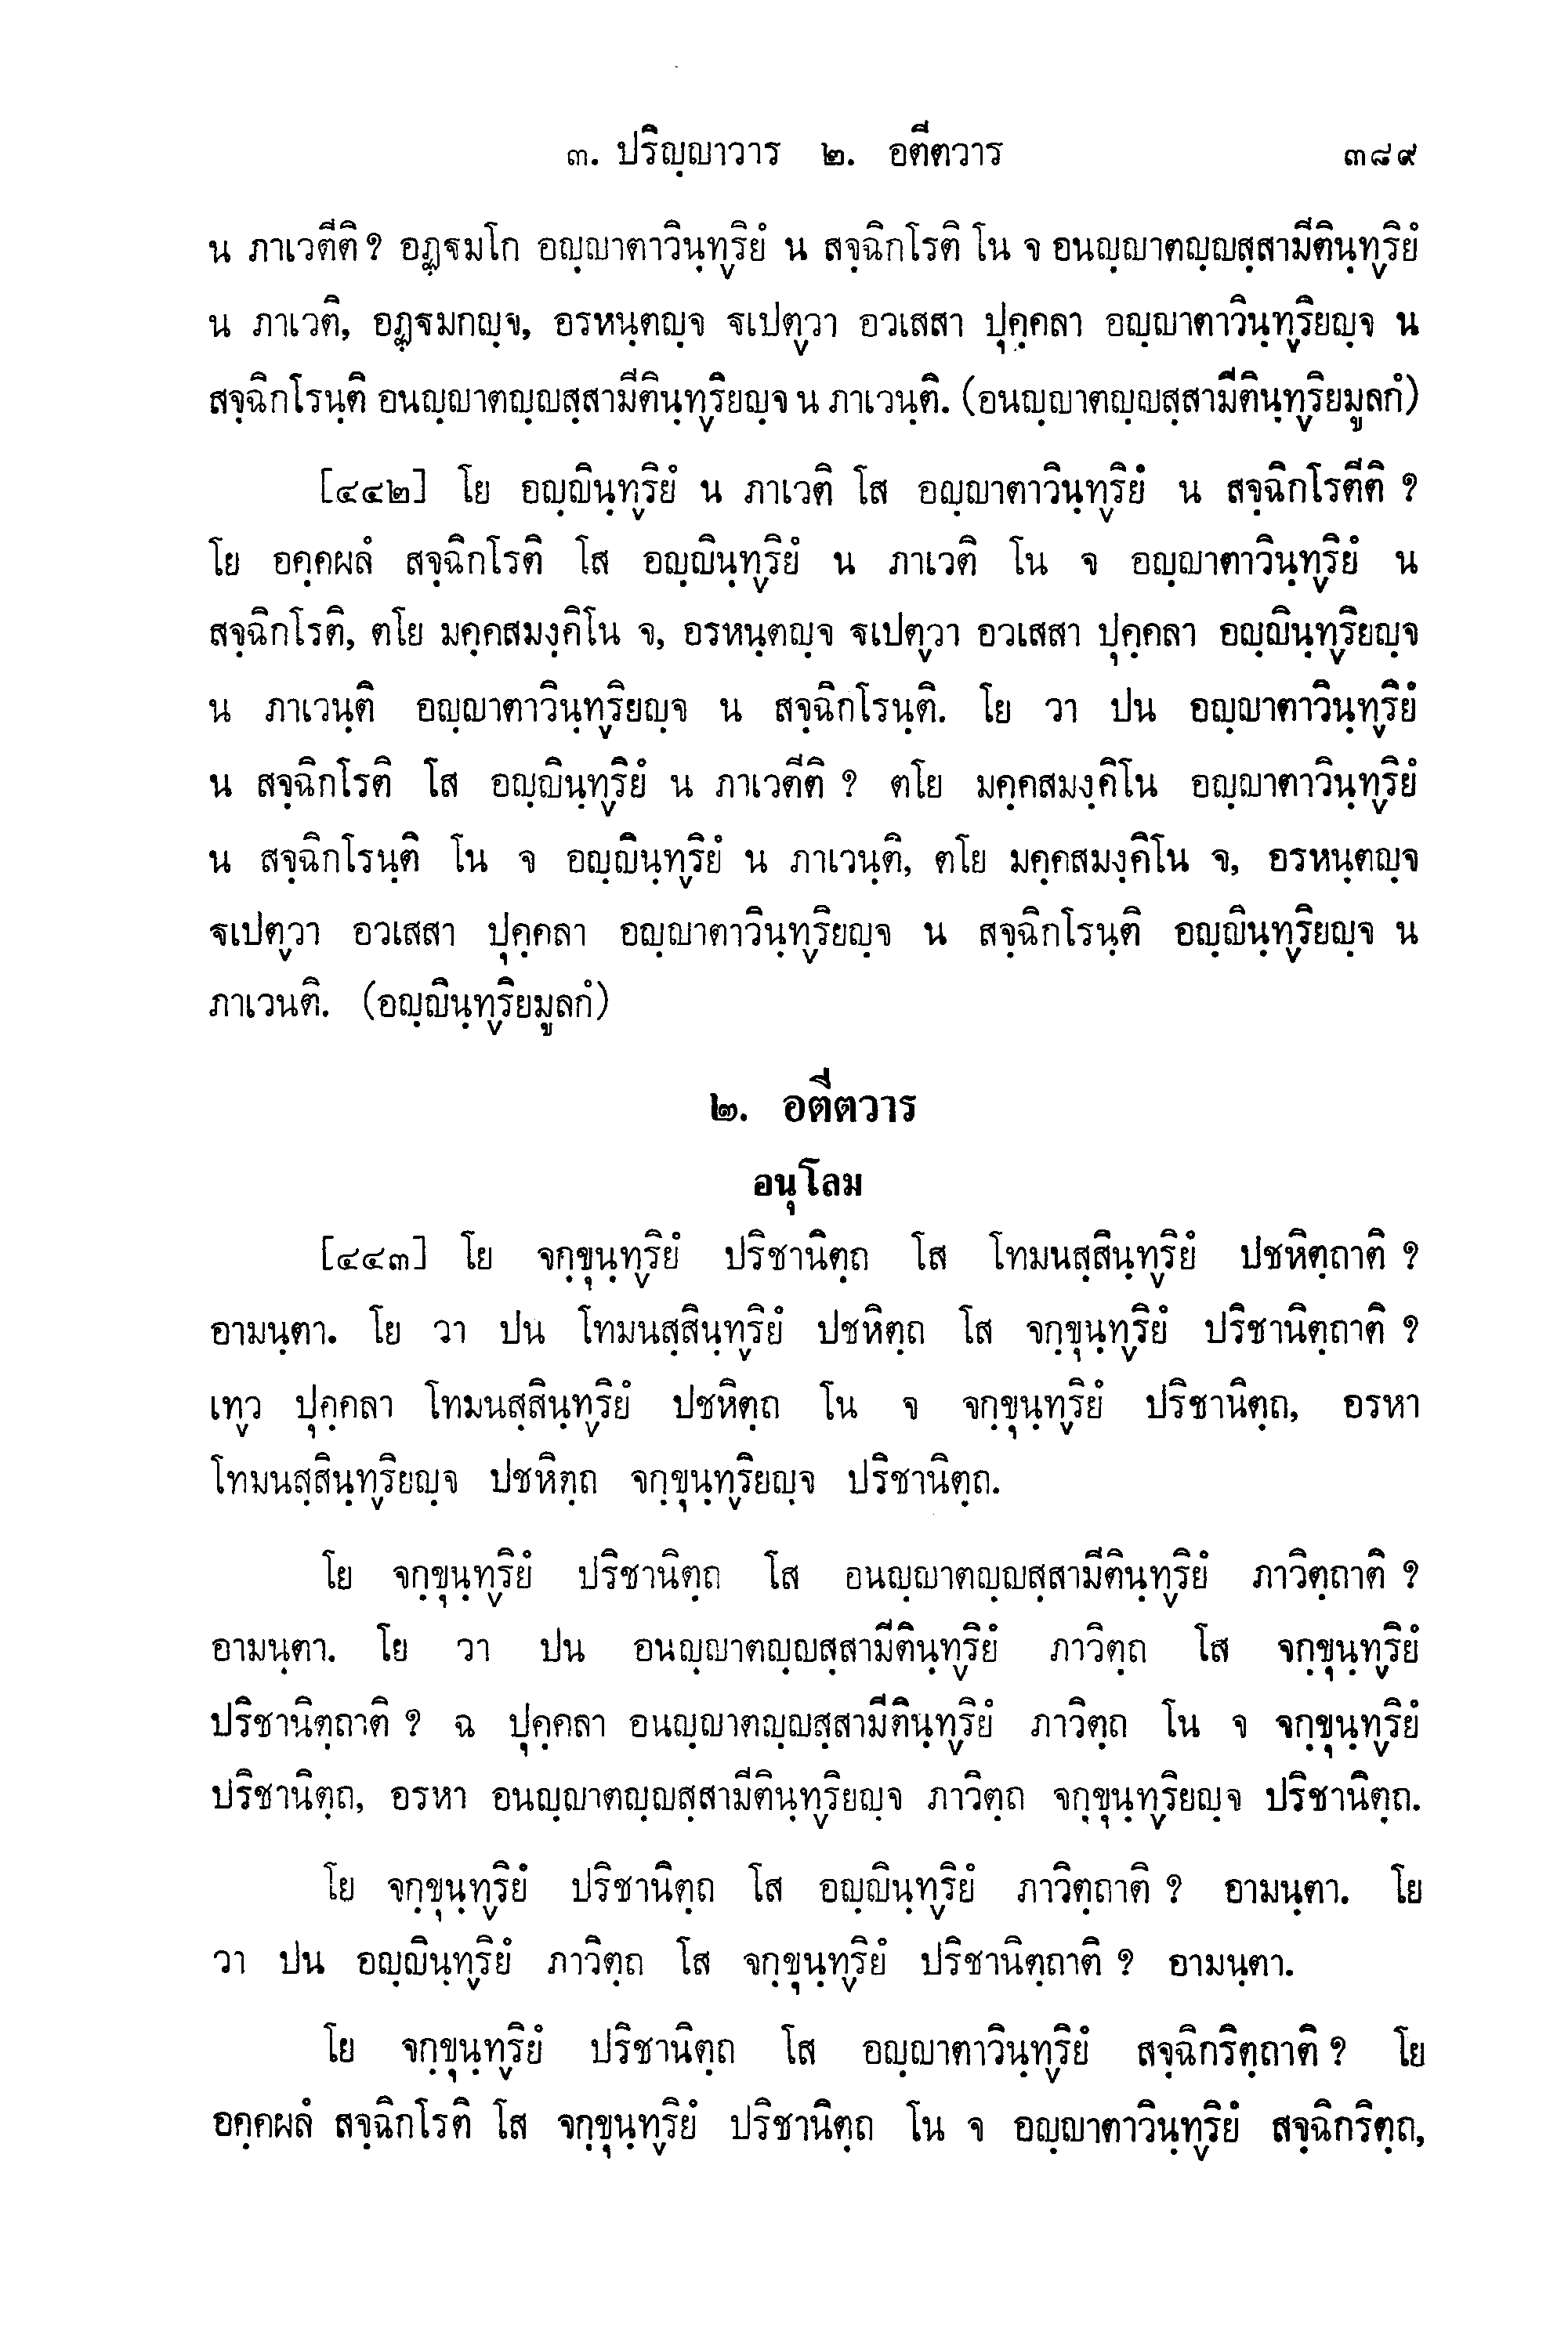 ๓. ปริญฺญาวาร ๒. อตีตวาร ๓๘๙
น ภาเวตีติ ? อฏฺฐมโก อญฺญาตาวินฺทฺริยํ น สจฺฉิกโรติ โน จ อนญฺญาตญฺญสฺสามีตินฺทฺริยํ
น ภาเวติ, อฏฺฐมกญฺจ, อรหนฺตญฺจ ฐเปตฺวา อวเสสา ปุคฺคลา อญฺญาตาวินฺทฺริยญฺจ น
สจฺฉิกโรนฺติ อนญฺญาตญฺญสฺสามีตินฺทฺริยญฺจ น ภาเวนฺติ. (อนญฺญาตญฺญสฺสามีตินฺทฺริยมูลกํ)
[๔๔๒] โย อญฺญินฺทฺริยํ น ภาเวติ โส อญฺญาตาวินฺทฺริยํ น สจฺฉิกโรตีติ ?
โย อคฺคผลํ สจฺฉิกโรติ โส อญฺญินฺทฺริยํ น ภาเวติ โน จ อญฺญาตาวินฺทฺริยํ น
สจฺฉิกโรติ, ตโย มคฺคสมงฺคิโน จ, อรหนฺตญฺจ ฐเปตฺวา อวเสสา ปุคฺคลา อญฺญินฺทฺริยญฺจ
น ภาเวนฺติ อญฺญาตาวินฺทฺริยญฺจ น สจฺฉิกโรนฺติ. โย วา ปน อญฺญาตาวินฺทฺริยํ
น สจฺฉิกโรติ โส อญฺญินฺทฺริยํ น ภาเวตีติ ? ตโย มคฺคสมงฺคิโน อญฺญาตาวินฺทฺริยํ
น สจฺฉิกโรนฺติ โน จ อญฺญินฺทฺริยํ น ภาเวนฺติ, ตโย มคฺคสมงฺคิโน จ, อรหนฺตญฺจ
ฐเปตฺวา อวเสสา ปุคฺคลา อญฺญาตาวินฺทฺริยญฺจ น สจฺฉิกโรนฺติ อญฺญินฺทฺริยญฺจ น
ภาเวนติ. (อญฺญินฺทฺริยมูลกํ)
๒. อตีตวาร
อนุโลม
[๔๔๓] โย จกฺขุนฺทฺริยํ ปริชานิตฺถ โส โทมนสฺสินฺทฺริยํ ปชหิตฺถาติ ?
อามนฺตา. โย วา ปน โทมนสฺสินฺทฺริยํ ปชหิตฺถ โส จกฺขุนฺทฺริยํ ปริชานิตฺถาติ ?
เทฺว ปุคฺคลา โทมนสฺสินฺทฺริยํ ปชหิตฺถ โน จ จกฺขุนฺทฺริยํ ปริชานิตฺถ, อรหา
โทมนสฺสินฺทฺริยญฺจ ปชหิตฺถ จกฺขุนฺทฺริยญฺจ ปริชานิตฺถ.
โย จกฺขุนฺทฺริยํ ปริชานิตฺถ โส อนญฺญาตญฺญสฺสามีตินฺทฺริยํ ภาวิตฺถาติ ?
อามนฺตา. โย วา ปน อนญฺญาตญฺญสฺสามีตินฺทฺริยํ ภาวิตฺถ โส จกฺขุนฺทฺริยํ
ปริชานิตฺถาติ ? ฉ ปุคฺคลา อนญฺญาตญฺญสฺสามีตินฺทฺริยํ ภาวิตฺถ โน จ จกฺขุนฺทฺริยํ
ปริชานิตฺถ, อรหา อนญฺญาตญฺญสฺสามีตินฺทฺริยญฺจ ภาวิตฺถ จกฺขุนฺทฺริยญฺจ ปริชานิตฺถ.
โย จกฺขุนฺทฺริยํ ปริชานิตฺถ โส อญฺญินฺทฺริยํ ภาวิตฺถาติ ? อามนฺตา. โย
วา ปน อญฺญินฺทฺริยํ ภาวิตฺถ โส จกฺขุนฺทฺริยํ ปริชานิตฺถาติ ? อามนฺตา.
โย จกฺขุนฺทฺริยํ ปริชานิตฺถ โส อญฺญาตาวินฺทฺริยํ สจฺฉิกริตฺถาติ ? โย
อคฺคผลํ สจฺฉิกโรติ โส จกฺขุนฺทฺริยํ ปริชานิตฺถ โน จ อญฺญาตาวินฺทฺริยํ สจฺฉิกริตฺถ,